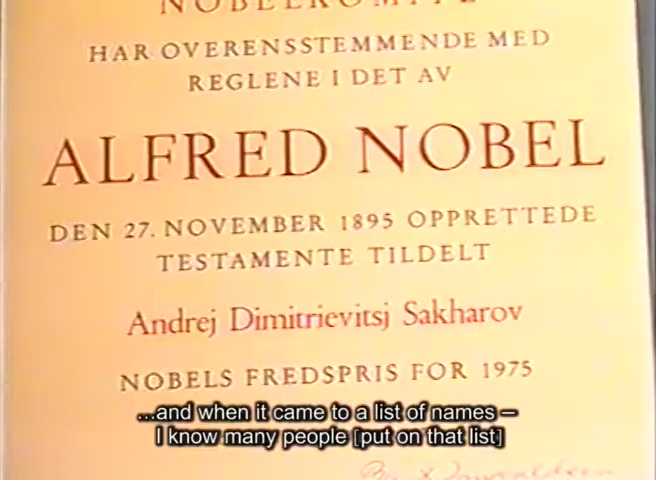 HAR OVERENSSTEMMENDE MED
REGLENE I DET AV
ALFRED NOBEL
DEN 27. NOVEMBER 1895 OPPRETTEDE
TESTAMENTE TILDELT
Andrej Dimitrievitsj Sakharov
NOBELS FREDSPRIS FOR 1975
...and when it came to a list of names –
I know many people [put on that list]